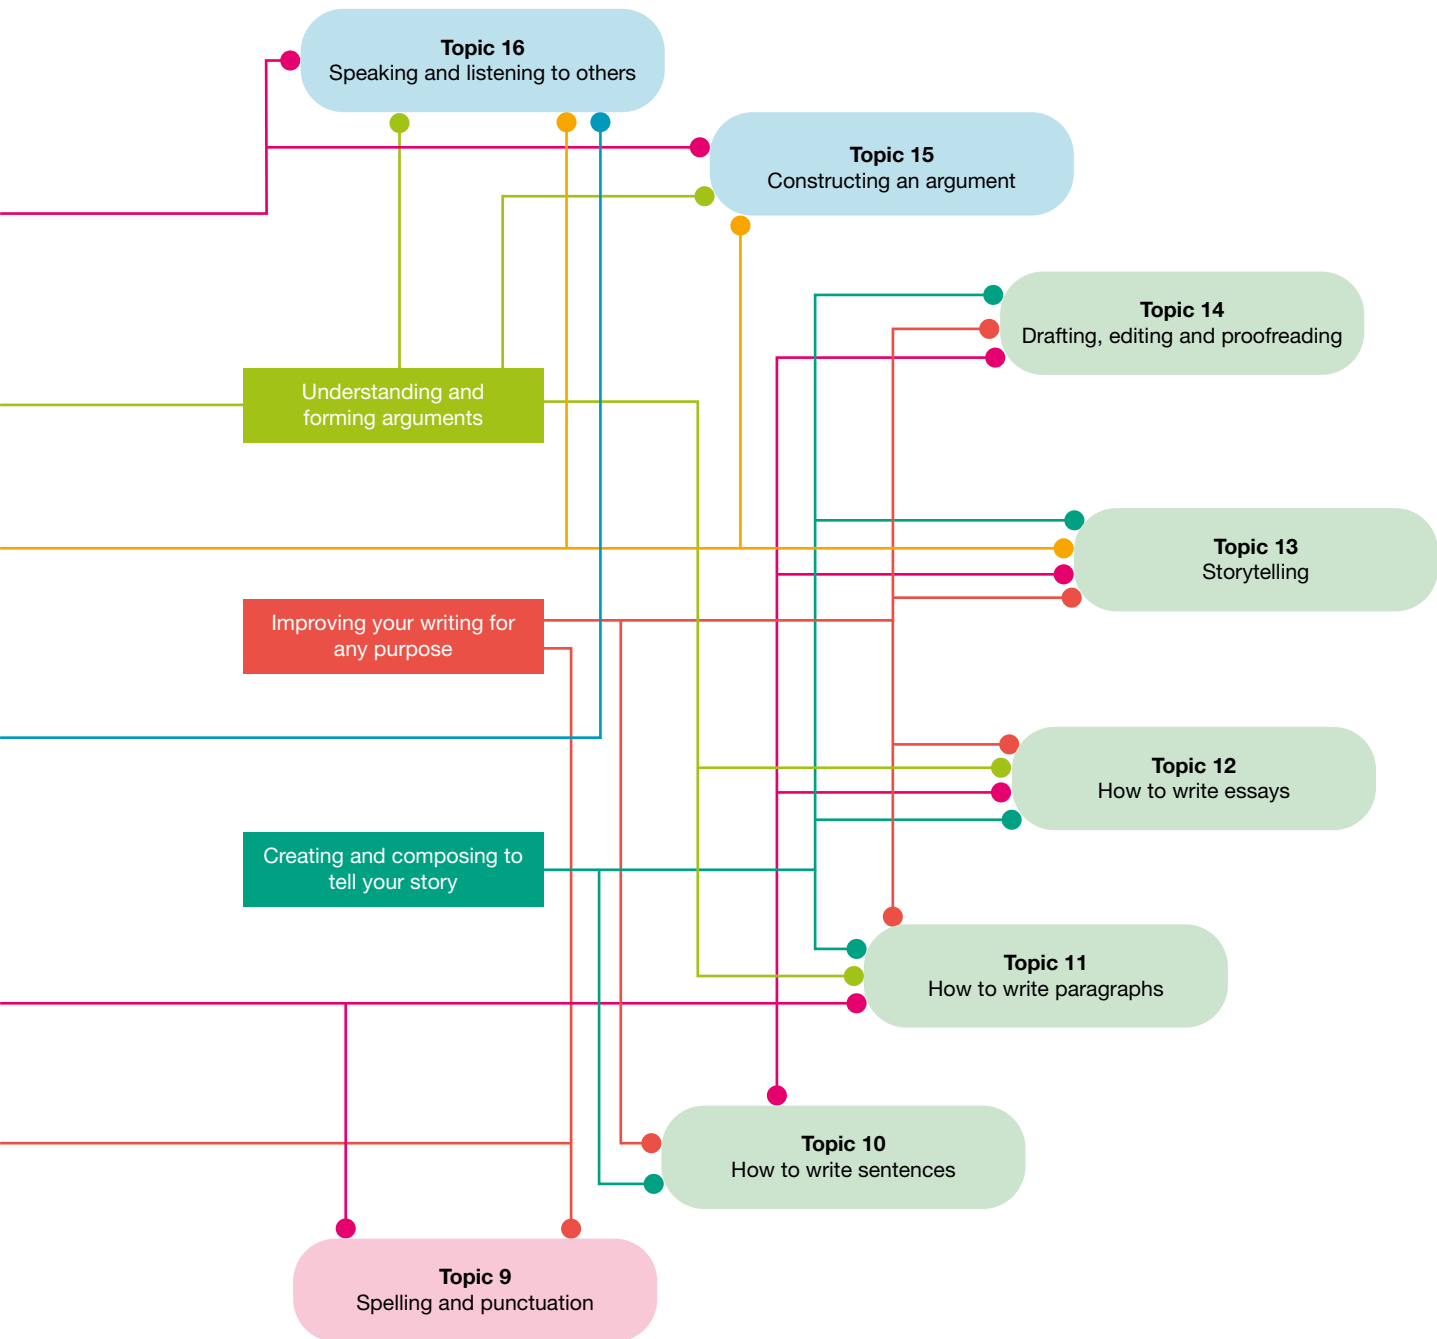 Topic 16
Speaking and listening to others
Topic 15
Constructing an argument
Topic 14
Drafting, editing and proofreading
Understanding and
forming arguments
Topic 13
Storytelling
Improving your writing for
any purpose
Topic 12
How to write essays
Creating and composing to
tell your story
Topic 11
How to write paragraphs
Topic 10
How to write sentences
Topic 9
Spelling and punctuation